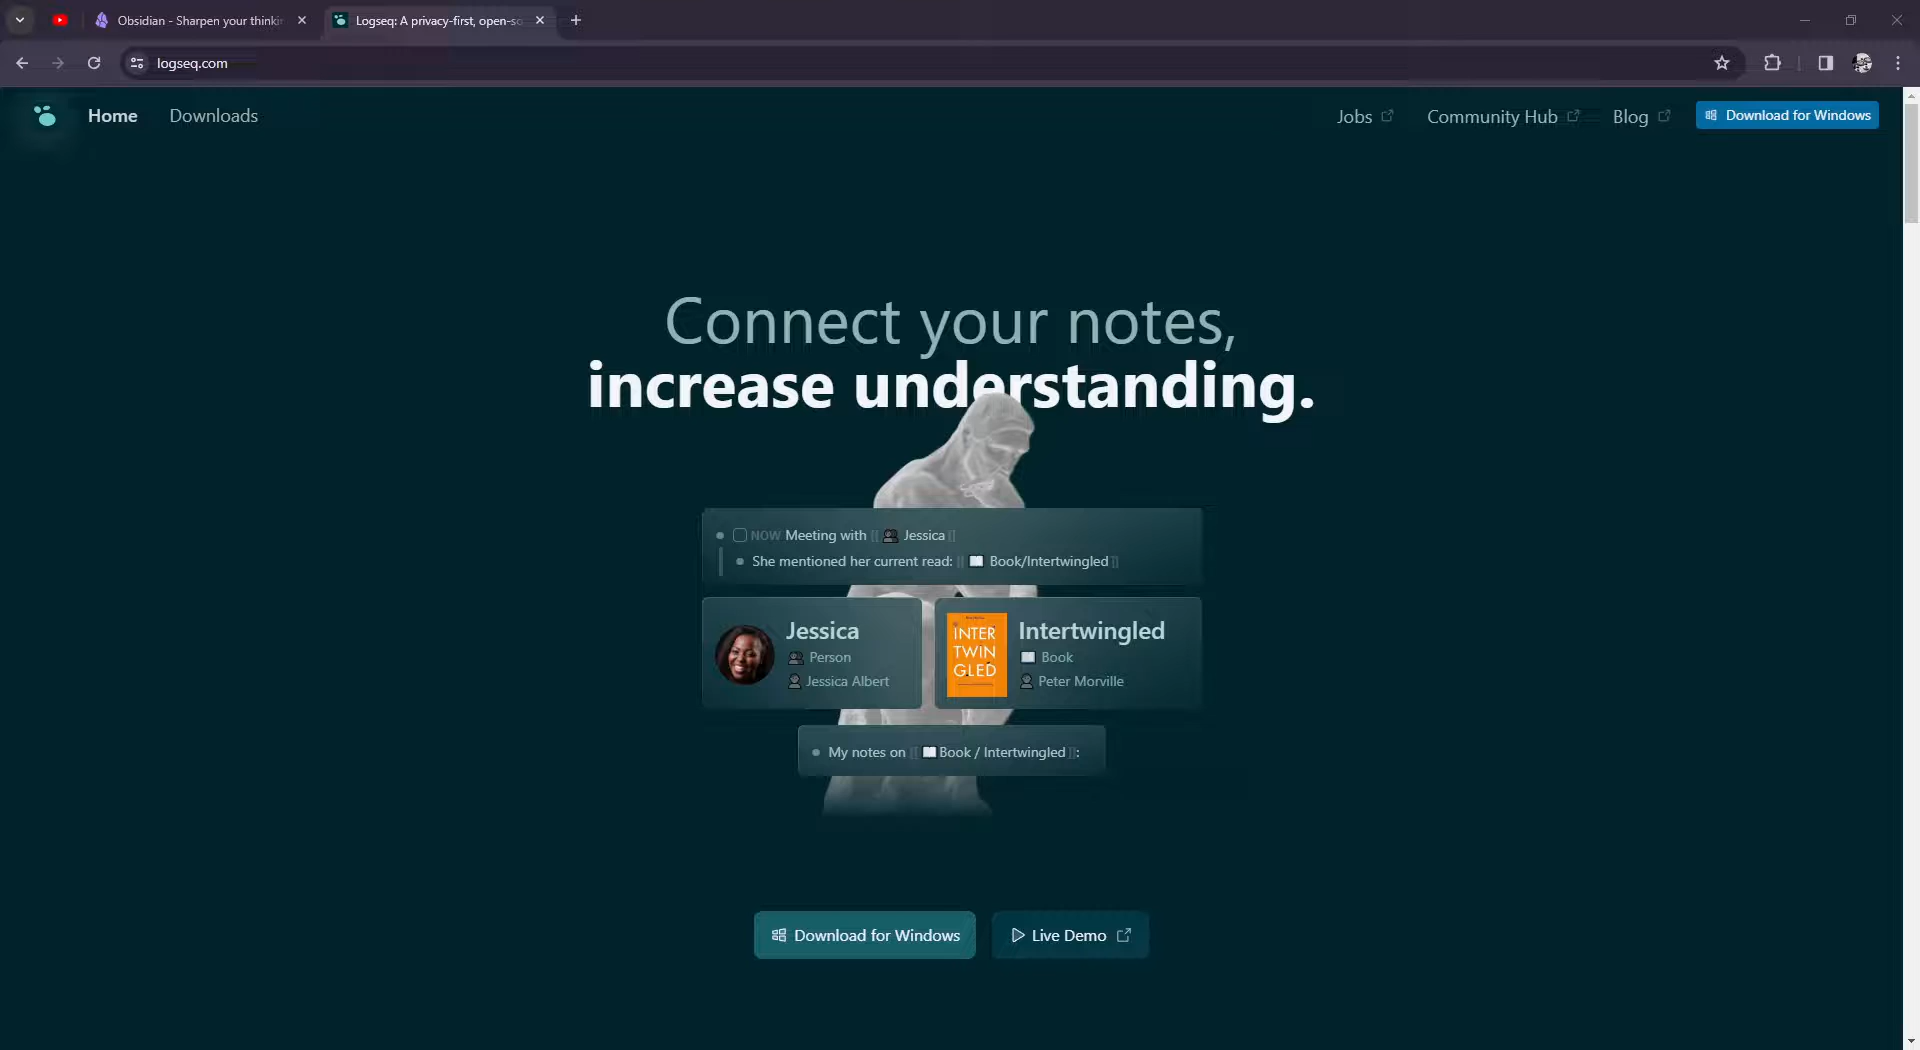 Obsidian - Sharpen your thinkin
Logseq: A privacy-first, open-so
logseq.com
Home
Downloads
Jobs
Community Hub
Blog
Download for Windows
Connect your notes,
increase understanding.
NOW Meeting with [[ Jessica ]]
She mentioned her current read: [[ Book/Intertwingled ]]
Jessica
Person
Jessica Albert
INTER
TWIN
GLED
Intertwingled
Book
Peter Morville
My notes on [[ Book / Intertwingled ]]:
Download for Windows
Live Demo